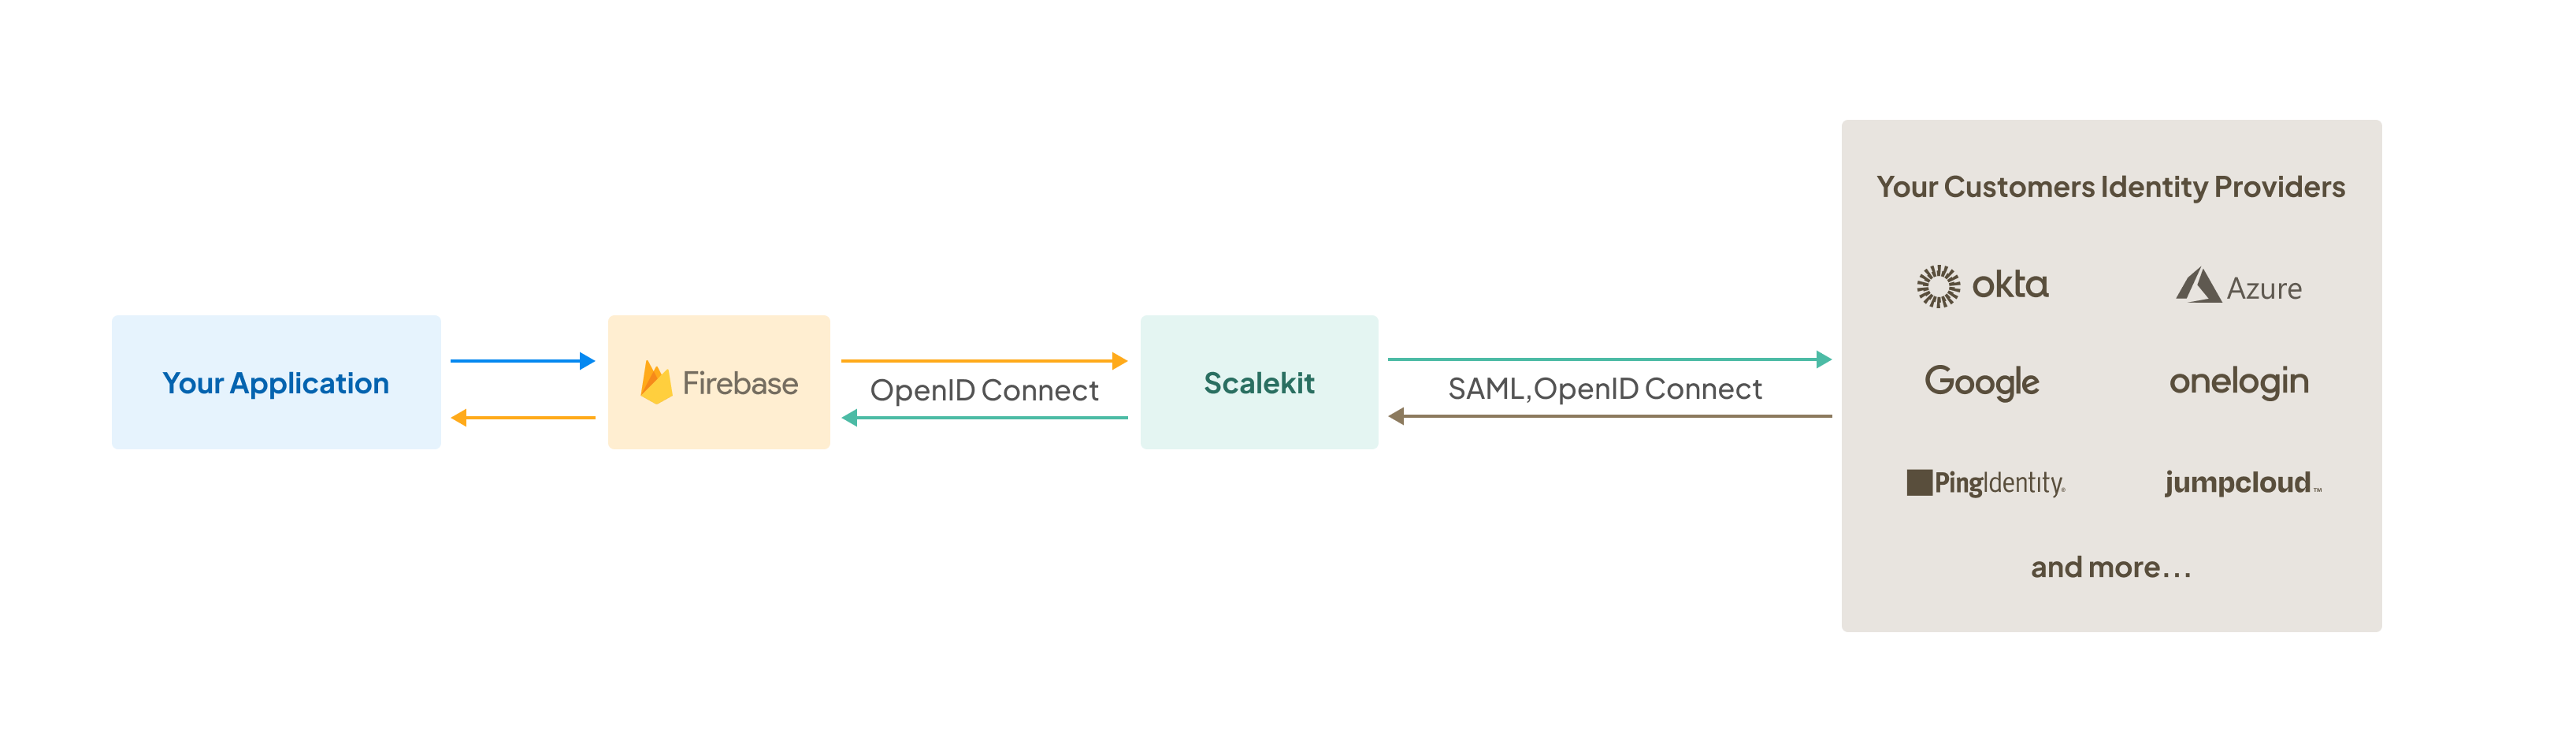 Your Customers Identity Providers
okta
Azure
Your Application
Firebase
OpenID Connect
Scalekit
SAML,OpenID Connect
Google
onelogin
PingIdentity®
jumpcloud™
and more...